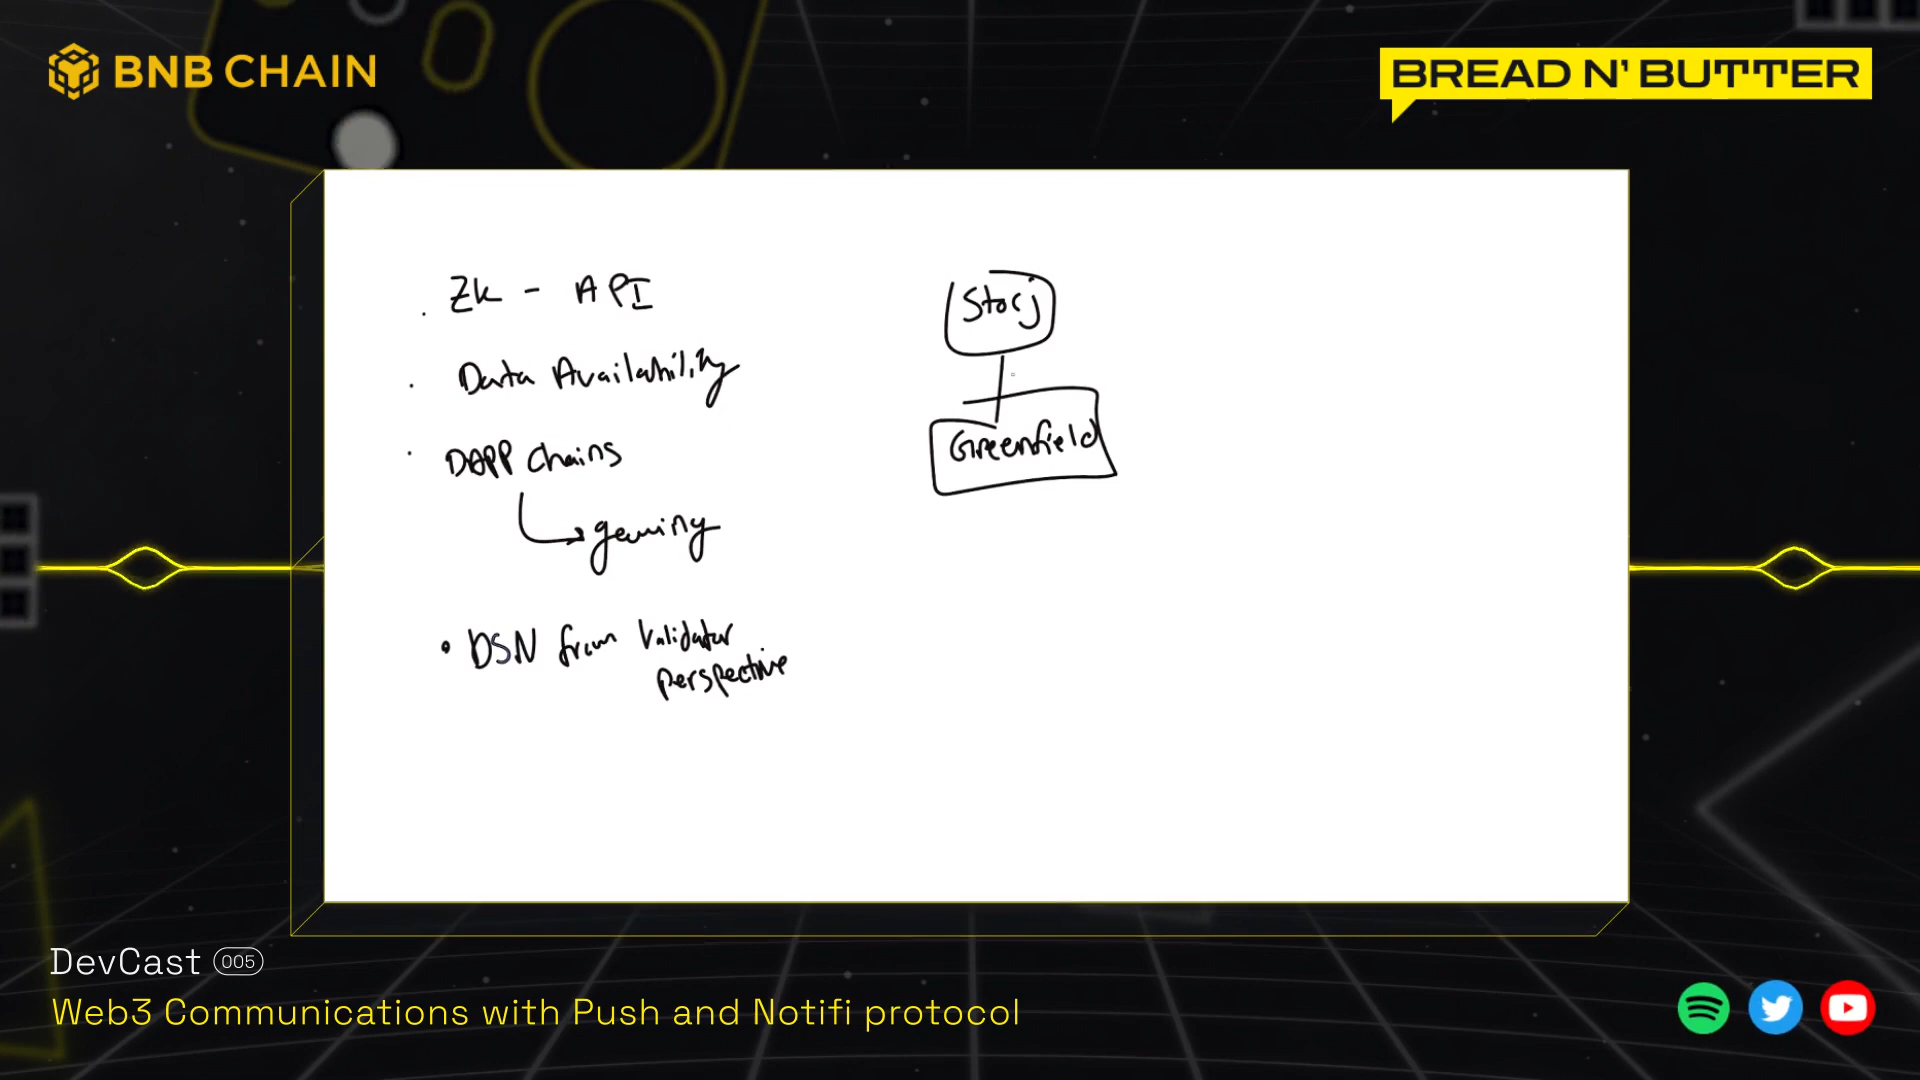 BNB CHAIN
BREAD N' BUTTER
Zk - API
Data Availability
DAPP Chains
gaming
DSN from Validator
perspective
Storj
Greenfield
DevCast 005
Web3 Communications with Push and Notifi protocol